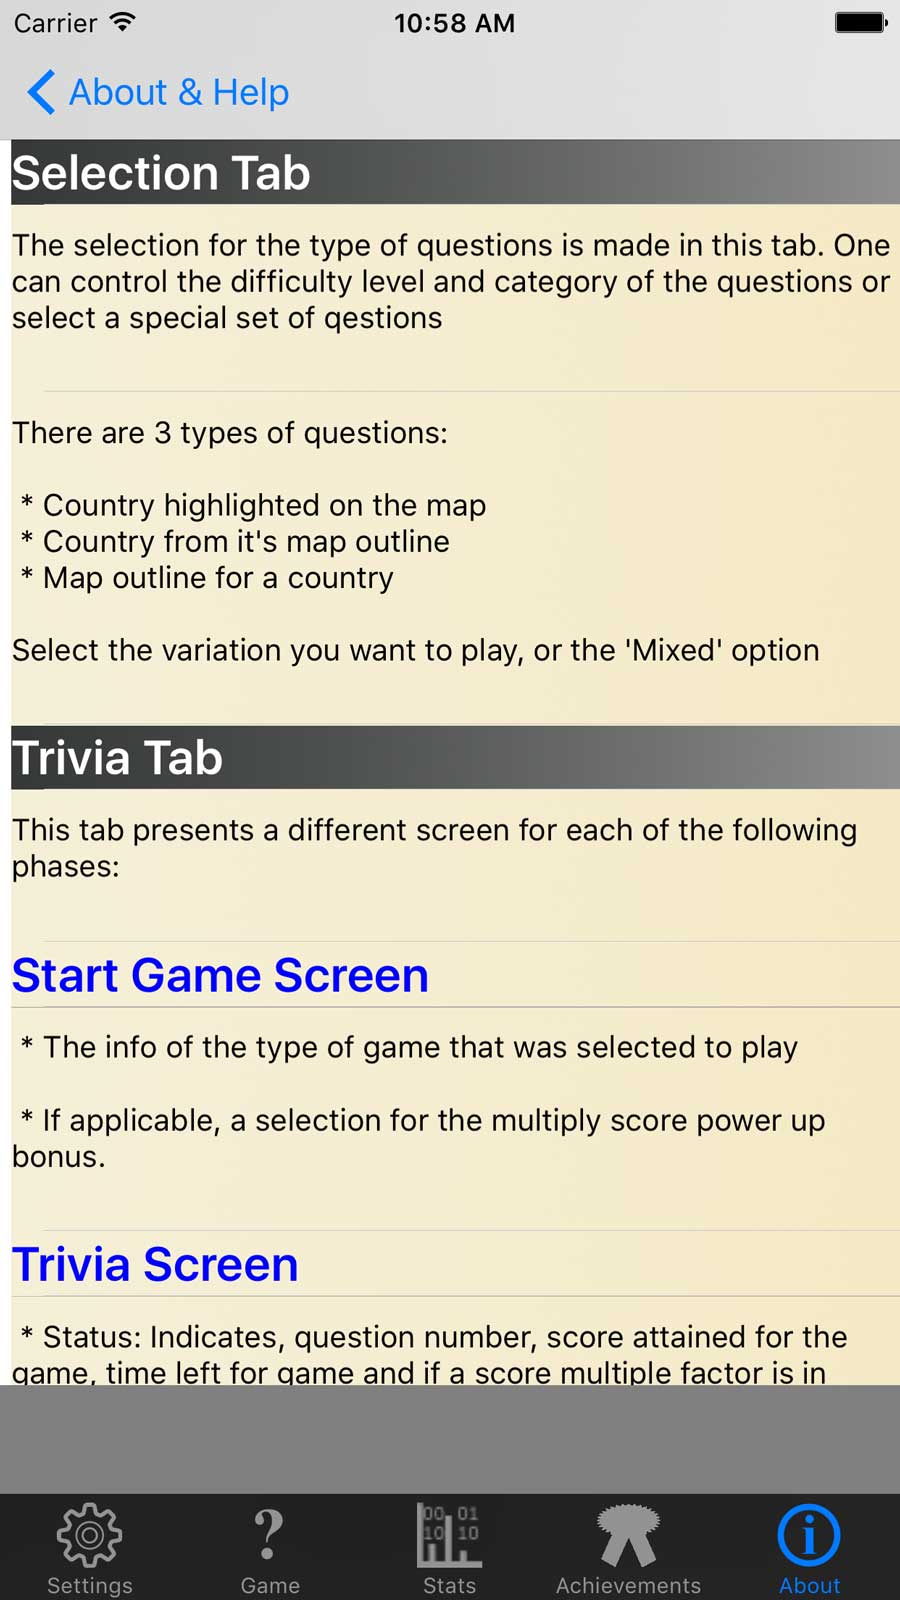 Carrier 10:58 AM
About & Help
Selection Tab
The selection for the type of questions is made in this tab. One
can control the difficulty level and category of the questions or
select a special set of qestions
There are 3 types of questions:
* Country highlighted on the map
* Country from it's map outline
* Map outline for a country
Select the variation you want to play, or the 'Mixed' option
Trivia Tab
This tab presents a different screen for each of the following
phases:
Start Game Screen
* The info of the type of game that was selected to play
* If applicable, a selection for the multiply score power up
bonus.
Trivia Screen
* Status: Indicates, question number, score attained for the
game, time left for game and if a score multiple factor is in
00 01
10 10
Settings Game Stats Achievements About